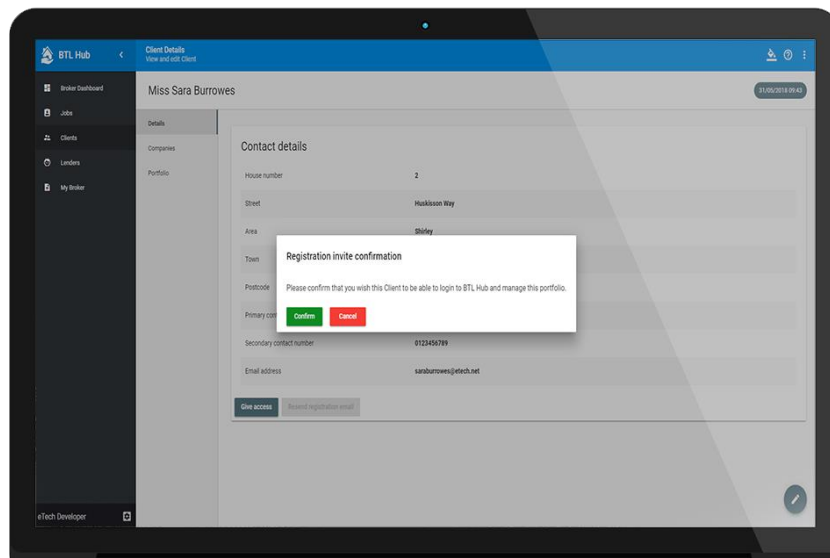 BTL Hub
Client Details
View and edit Client
Broker Dashboard
Jobs
Clients
Lenders
My Broker
Miss Sara Burrowes
31/05/2018 09:43
Details
Companies
Portfolio
Contact details
House number 2
Street Huskisson Way
Area Shirley
Town
Postcode
Primary con
Secondary contact number 0123456789
Email address saraburrowes@etech.net
Registration invite confirmation
Please confirm that you wish this Client to be able to login to BTL Hub and manage this portfolio.
Confirm Cancel
Give access Resend registration email
eTech Developer